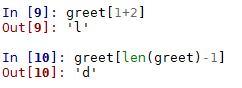 In [9]: greet[1+2]
Out[9]: 'l'
In [10]: greet[len(greet)-1]
Out[10]: 'd'